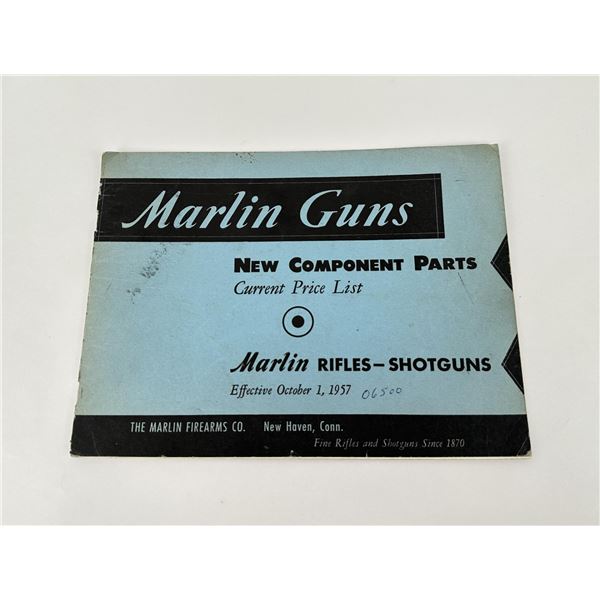 Marlin Guns
NEW COMPONENT PARTS
Current Price List
Marlin RIFLES–SHOTGUNS
Effective October 1, 1957 06500
THE MARLIN FIREARMS CO. New Haven, Conn.
Fine Rifles and Shotguns Since 1870